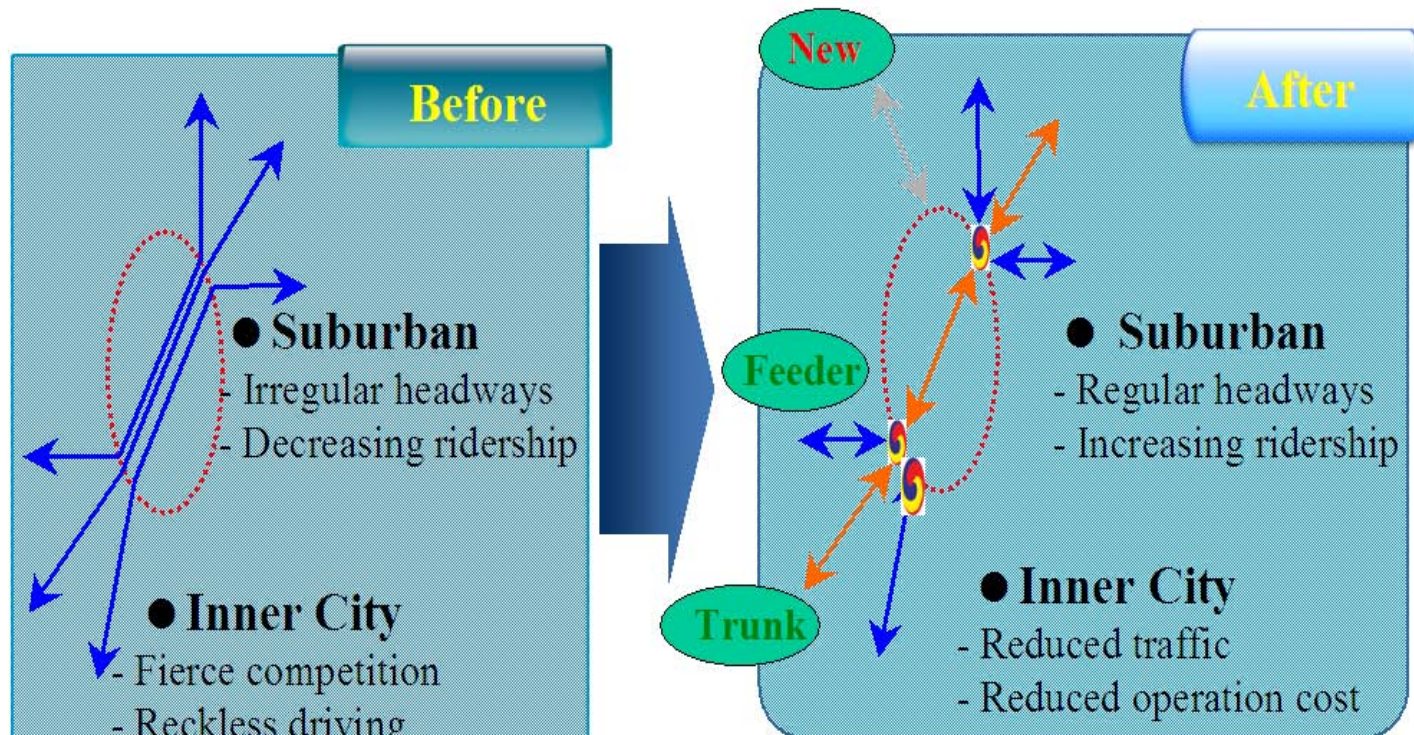 Before
● Suburban
- Irregular headways
- Decreasing ridership
● Inner City
- Fierce competition
- Reckless driving
After
New
Feeder
Trunk
● Suburban
- Regular headways
- Increasing ridership
● Inner City
- Reduced traffic
- Reduced operation cost